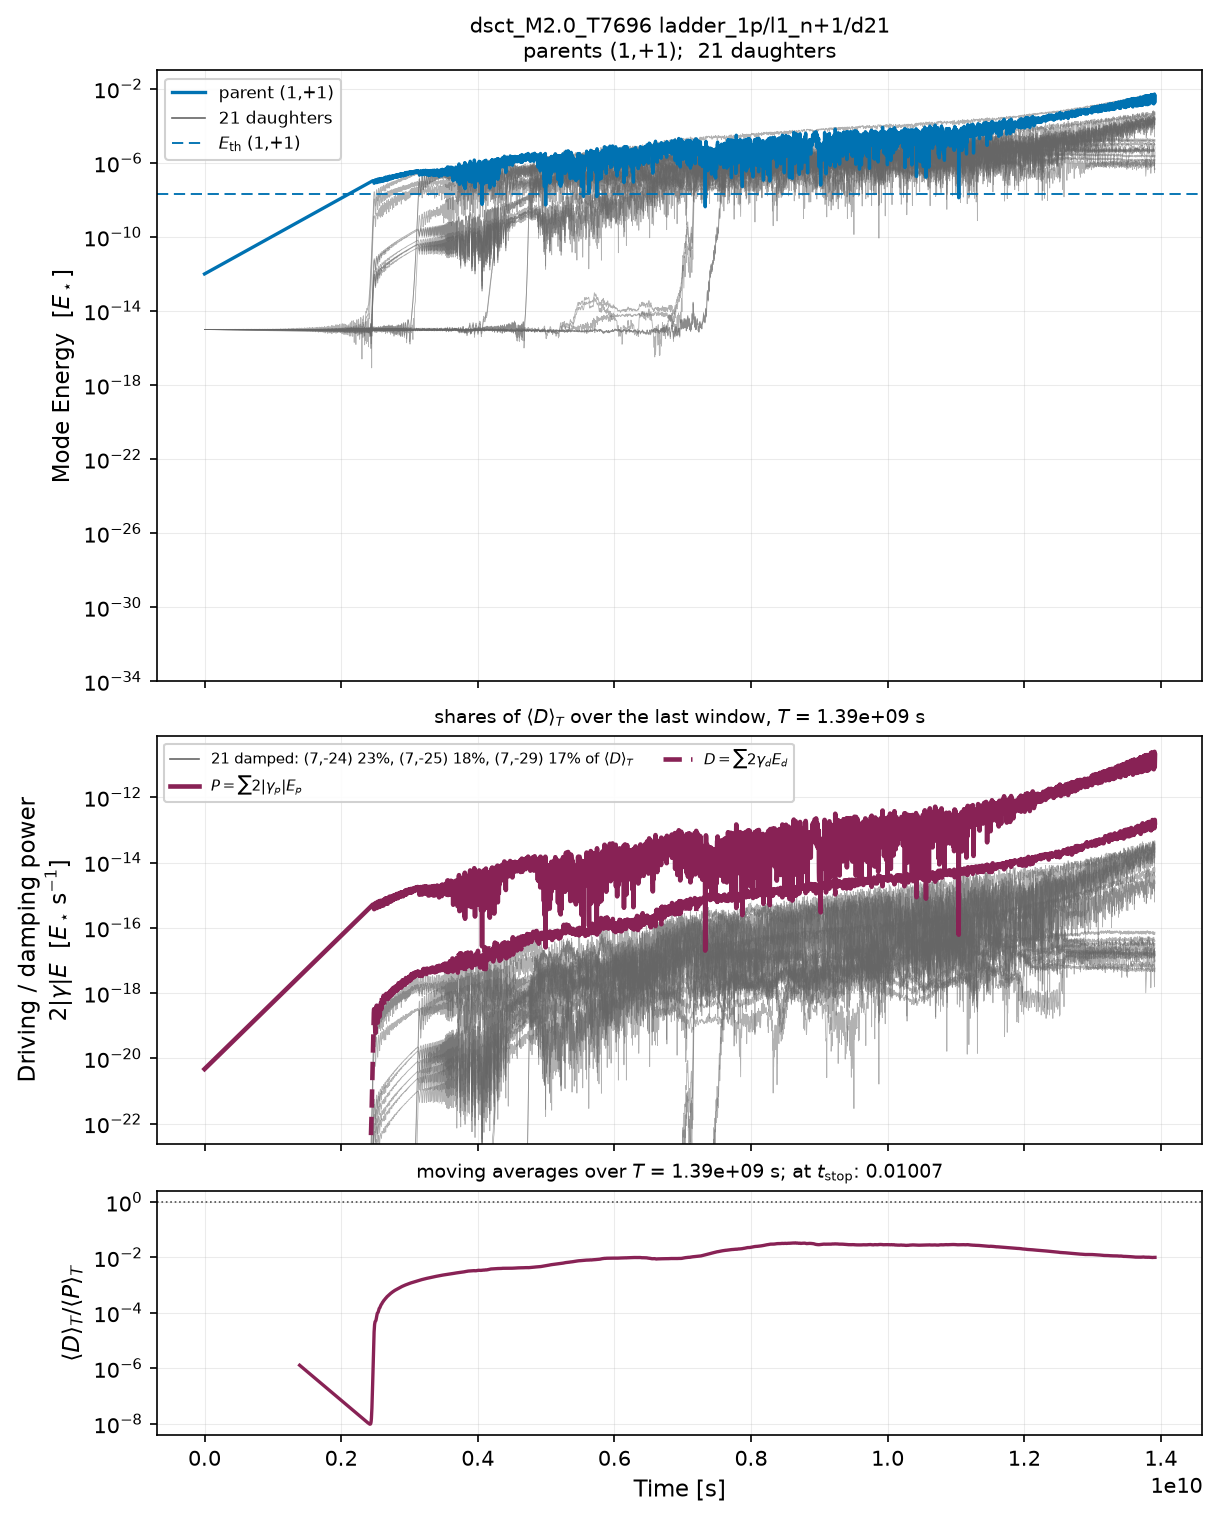 dsct_M2.0_T7696 ladder_1p/l1_n+1/d21
parents (1,+1);  21 daughters
parent (1,+1)
21 daughters
E_th (1,+1)
Mode Energy  [E_⋆]
10^−2
10^−6
10^−10
10^−14
10^−18
10^−22
10^−26
10^−30
10^−34
shares of ⟨D⟩_T over the last window, T = 1.39e+09 s
21 damped: (7,-24) 23%, (7,-25) 18%, (7,-29) 17% of ⟨D⟩_T
P = ∑2|γ_p|E_p
D = ∑2γ_dE_d
Driving / damping power
2|γ|E  [E_⋆ s^−1]
10^−12
10^−14
10^−16
10^−18
10^−20
10^−22
moving averages over T = 1.39e+09 s; at t_stop: 0.01007
⟨D⟩_T/⟨P⟩_T
10^0
10^−2
10^−4
10^−6
10^−8
0.0 0.2 0.4 0.6 0.8 1.0 1.2 1.4
1e10
Time [s]